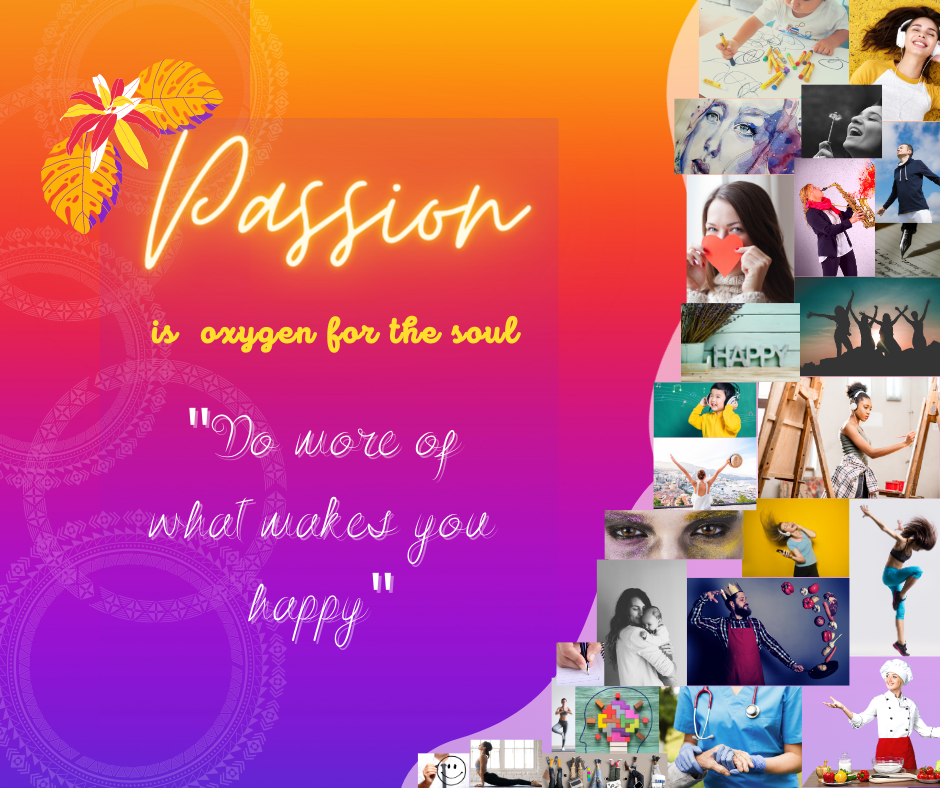 Passion
is oxygen for the soul
"Do more of
what makes you
happy"
HAPPY